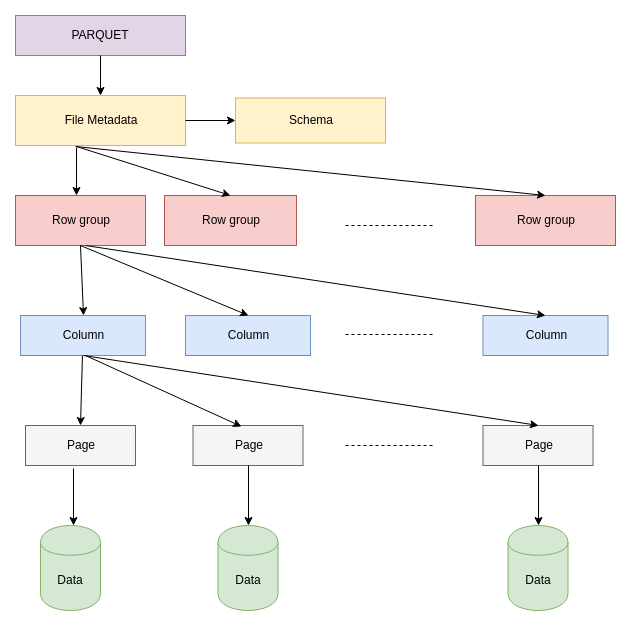 PARQUET
File Metadata
Schema
Row group
Row group
Row group
Column
Column
Column
Page
Page
Page
Data
Data
Data